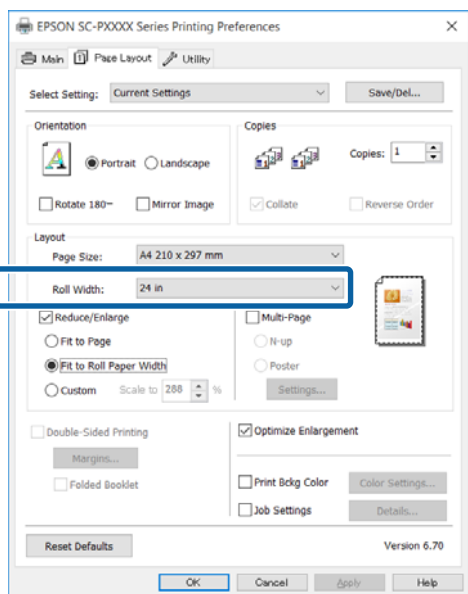 EPSON SC-PXXXX Series Printing Preferences
Main Page Layout Utility
Select Setting: Current Settings Save/Del...
Orientation Copies
Portrait Landscape Copies: 1
Rotate 180° Mirror Image Collate Reverse Order
Layout
Page Size: A4 210 x 297 mm
Roll Width: 24 in
Reduce/Enlarge Multi-Page
Fit to Page N-up
Fit to Roll Paper Width Poster
Custom Scale to 288 % Settings...
Double-Sided Printing Optimize Enlargement
Margins...
Folded Booklet Print Bckg Color Color Settings...
Job Settings Details...
Reset Defaults Version 6.70
OK Cancel Apply Help